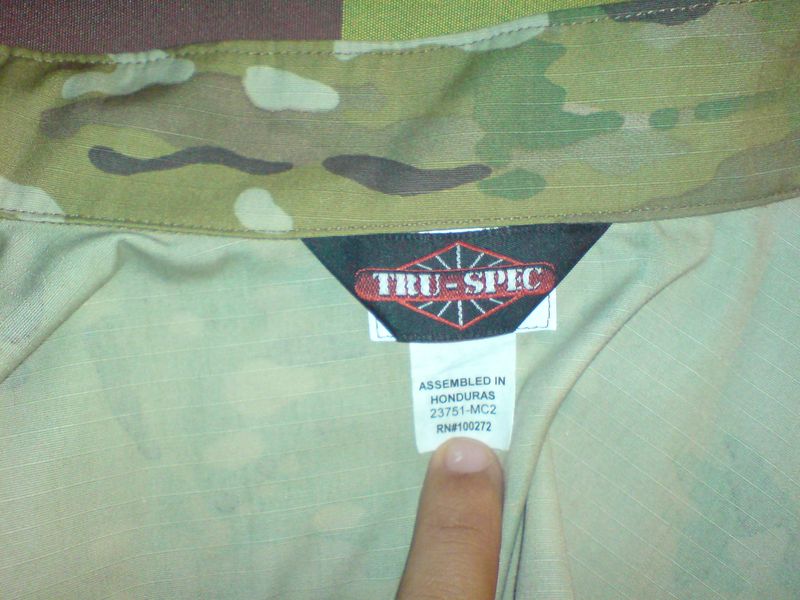 TRU-SPEC
ASSEMBLED IN
HONDURAS
23751-MC2
RN#100272